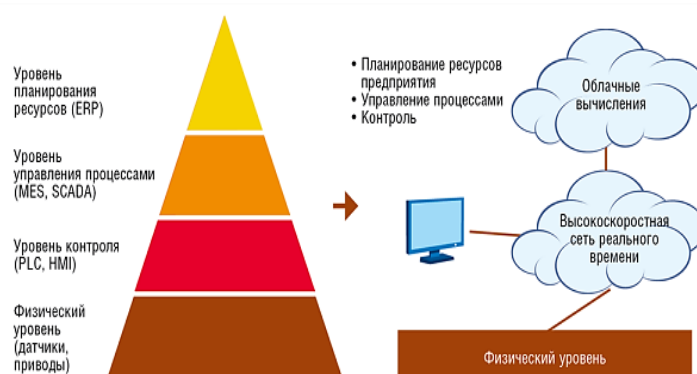 Уровень
планирования
ресурсов (ERP)
Уровень
управления процессами
(MES, SCADA)
Уровень контроля
(PLC, HMI)
Физический
уровень
(датчики,
приводы)
• Планирование ресурсов
предприятия
• Управление процессами
• Контроль
Облачные
вычисления
Высокоскоростная
сеть реального
времени
Физический уровень